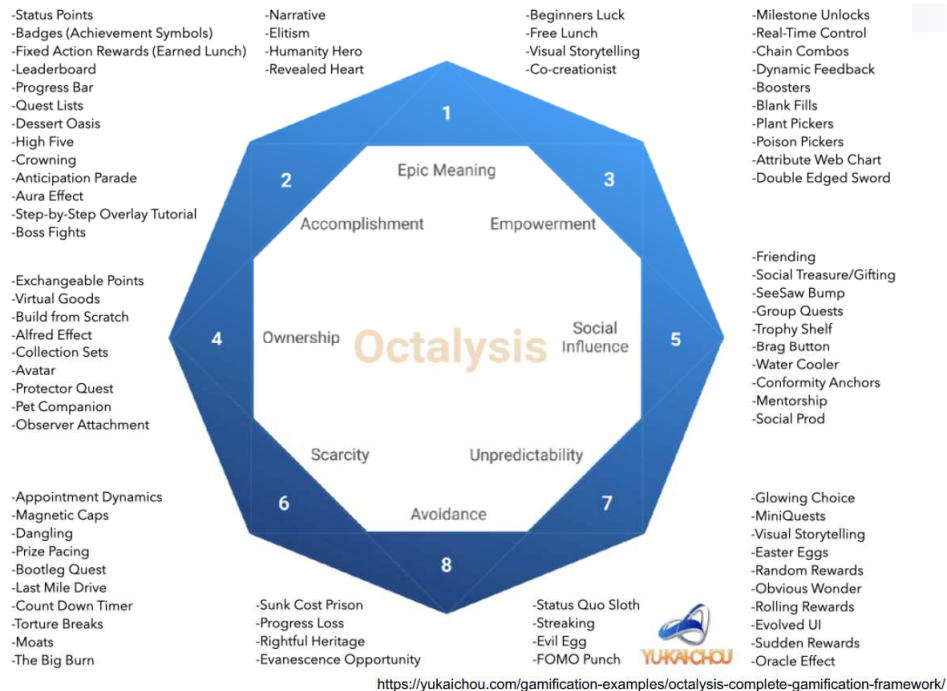 -Status Points
-Badges (Achievement Symbols)
-Fixed Action Rewards (Earned Lunch)
-Leaderboard
-Progress Bar
-Quest Lists
-Dessert Oasis
-High Five
-Crowning
-Anticipation Parade
-Aura Effect
-Step-by-Step Overlay Tutorial
-Boss Fights
-Narrative
-Elitism
-Humanity Hero
-Revealed Heart
-Beginners Luck
-Free Lunch
-Visual Storytelling
-Co-creationist
-Milestone Unlocks
-Real-Time Control
-Chain Combos
-Dynamic Feedback
-Boosters
-Blank Fills
-Plant Pickers
-Poison Pickers
-Attribute Web Chart
-Double Edged Sword
1
Epic Meaning
2
Accomplishment
3
Empowerment
-Exchangeable Points
-Virtual Goods
-Build from Scratch
-Alfred Effect
-Collection Sets
-Avatar
-Protector Quest
-Pet Companion
-Observer Attachment
4
Ownership
Octalysis
Social
Influence
5
-Friending
-Social Treasure/Gifting
-SeeSaw Bump
-Group Quests
-Trophy Shelf
-Brag Button
-Water Cooler
-Conformity Anchors
-Mentorship
-Social Prod
Scarcity
6
Unpredictability
7
Avoidance
8
-Appointment Dynamics
-Magnetic Caps
-Dangling
-Prize Pacing
-Bootleg Quest
-Last Mile Drive
-Count Down Timer
-Torture Breaks
-Moats
-The Big Burn
-Sunk Cost Prison
-Progress Loss
-Rightful Heritage
-Evanescence Opportunity
-Status Quo Sloth
-Streaking
-Evil Egg
-FOMO Punch
YU-KAI-CHOU
-Glowing Choice
-MiniQuests
-Visual Storytelling
-Easter Eggs
-Random Rewards
-Obvious Wonder
-Rolling Rewards
-Evolved UI
-Sudden Rewards
-Oracle Effect
https://yukaichou.com/gamification-examples/octalysis-complete-gamification-framework/